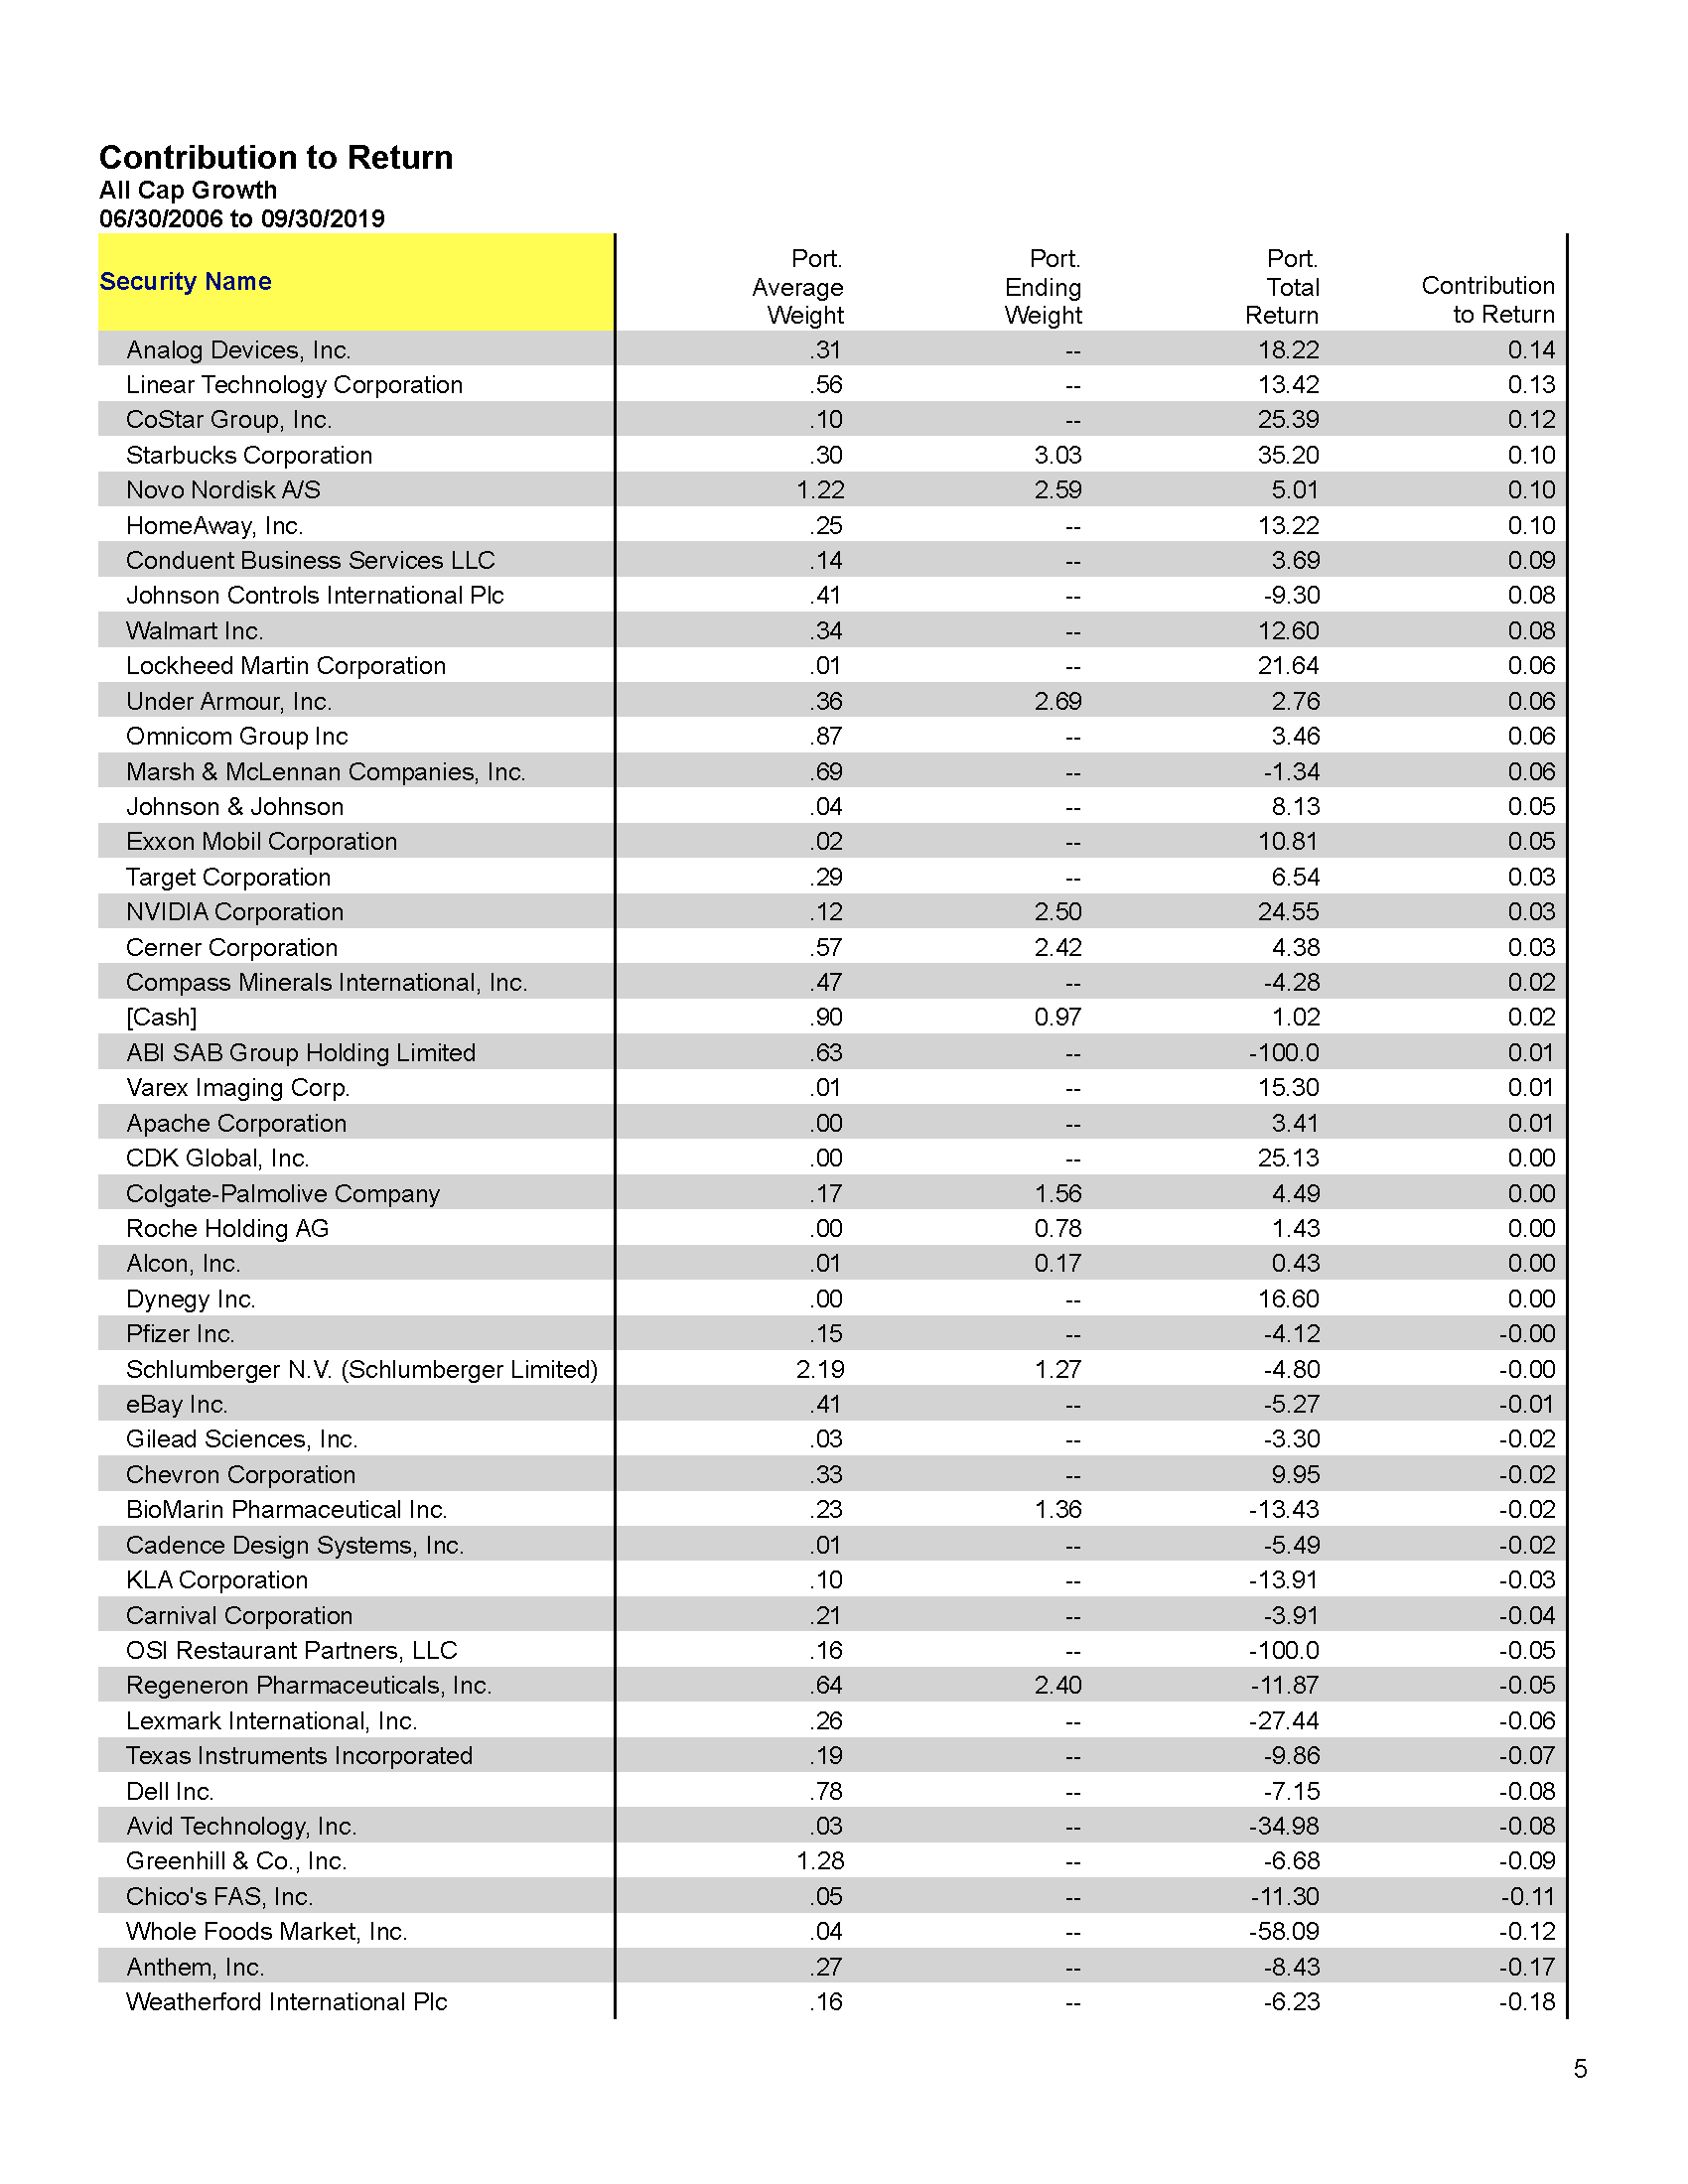 Contribution to Return
All Cap Growth
06/30/2006 to 09/30/2019
Security Name Port. Average Weight Port. Ending Weight Port. Total Return Contribution to Return
Analog Devices, Inc. .31 -- 18.22 0.14
Linear Technology Corporation .56 -- 13.42 0.13
CoStar Group, Inc. .10 -- 25.39 0.12
Starbucks Corporation .30 3.03 35.20 0.10
Novo Nordisk A/S 1.22 2.59 5.01 0.10
HomeAway, Inc. .25 -- 13.22 0.10
Conduent Business Services LLC .14 -- 3.69 0.09
Johnson Controls International Plc .41 -- -9.30 0.08
Walmart Inc. .34 -- 12.60 0.08
Lockheed Martin Corporation .01 -- 21.64 0.06
Under Armour, Inc. .36 2.69 2.76 0.06
Omnicom Group Inc .87 -- 3.46 0.06
Marsh & McLennan Companies, Inc. .69 -- -1.34 0.06
Johnson & Johnson .04 -- 8.13 0.05
Exxon Mobil Corporation .02 -- 10.81 0.05
Target Corporation .29 -- 6.54 0.03
NVIDIA Corporation .12 2.50 24.55 0.03
Cerner Corporation .57 2.42 4.38 0.03
Compass Minerals International, Inc. .47 -- -4.28 0.02
[Cash] .90 0.97 1.02 0.02
ABI SAB Group Holding Limited .63 -- -100.0 0.01
Varex Imaging Corp. .01 -- 15.30 0.01
Apache Corporation .00 -- 3.41 0.01
CDK Global, Inc. .00 -- 25.13 0.00
Colgate-Palmolive Company .17 1.56 4.49 0.00
Roche Holding AG .00 0.78 1.43 0.00
Alcon, Inc. .01 0.17 0.43 0.00
Dynegy Inc. .00 -- 16.60 0.00
Pfizer Inc. .15 -- -4.12 -0.00
Schlumberger N.V. (Schlumberger Limited) 2.19 1.27 -4.80 -0.00
eBay Inc. .41 -- -5.27 -0.01
Gilead Sciences, Inc. .03 -- -3.30 -0.02
Chevron Corporation .33 -- 9.95 -0.02
BioMarin Pharmaceutical Inc. .23 1.36 -13.43 -0.02
Cadence Design Systems, Inc. .01 -- -5.49 -0.02
KLA Corporation .10 -- -13.91 -0.03
Carnival Corporation .21 -- -3.91 -0.04
OSI Restaurant Partners, LLC .16 -- -100.0 -0.05
Regeneron Pharmaceuticals, Inc. .64 2.40 -11.87 -0.05
Lexmark International, Inc. .26 -- -27.44 -0.06
Texas Instruments Incorporated .19 -- -9.86 -0.07
Dell Inc. .78 -- -7.15 -0.08
Avid Technology, Inc. .03 -- -34.98 -0.08
Greenhill & Co., Inc. 1.28 -- -6.68 -0.09
Chico's FAS, Inc. .05 -- -11.30 -0.11
Whole Foods Market, Inc. .04 -- -58.09 -0.12
Anthem, Inc. .27 -- -8.43 -0.17
Weatherford International Plc .16 -- -6.23 -0.18
5